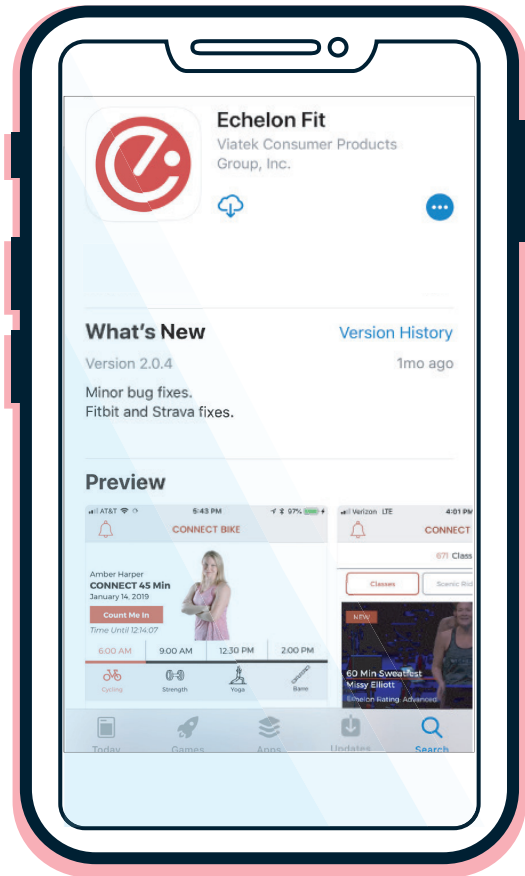 Echelon Fit
Viatek Consumer Products
Group, Inc.
What's New
Version History
Version 2.0.4
1mo ago
Minor bug fixes.
Fitbit and Strava fixes.
Preview
AT&T
5:43 PM
97%
CONNECT BIKE
Amber Harper
CONNECT 45 Min
January 14, 2019
Count Me In
Time Until 12:14:07
6:00 AM
9:00 AM
12:30 PM
2:00 PM
Cycling
Strength
Yoga
Barre
Verizon LTE
4:01 PM
CONNECT
671 Class
Classes
Scenic Rid
NEW
60 Min Sweatfest
Missy Elliott
Echelon Rating: Advanced
Today
Games
Apps
Updates
Search